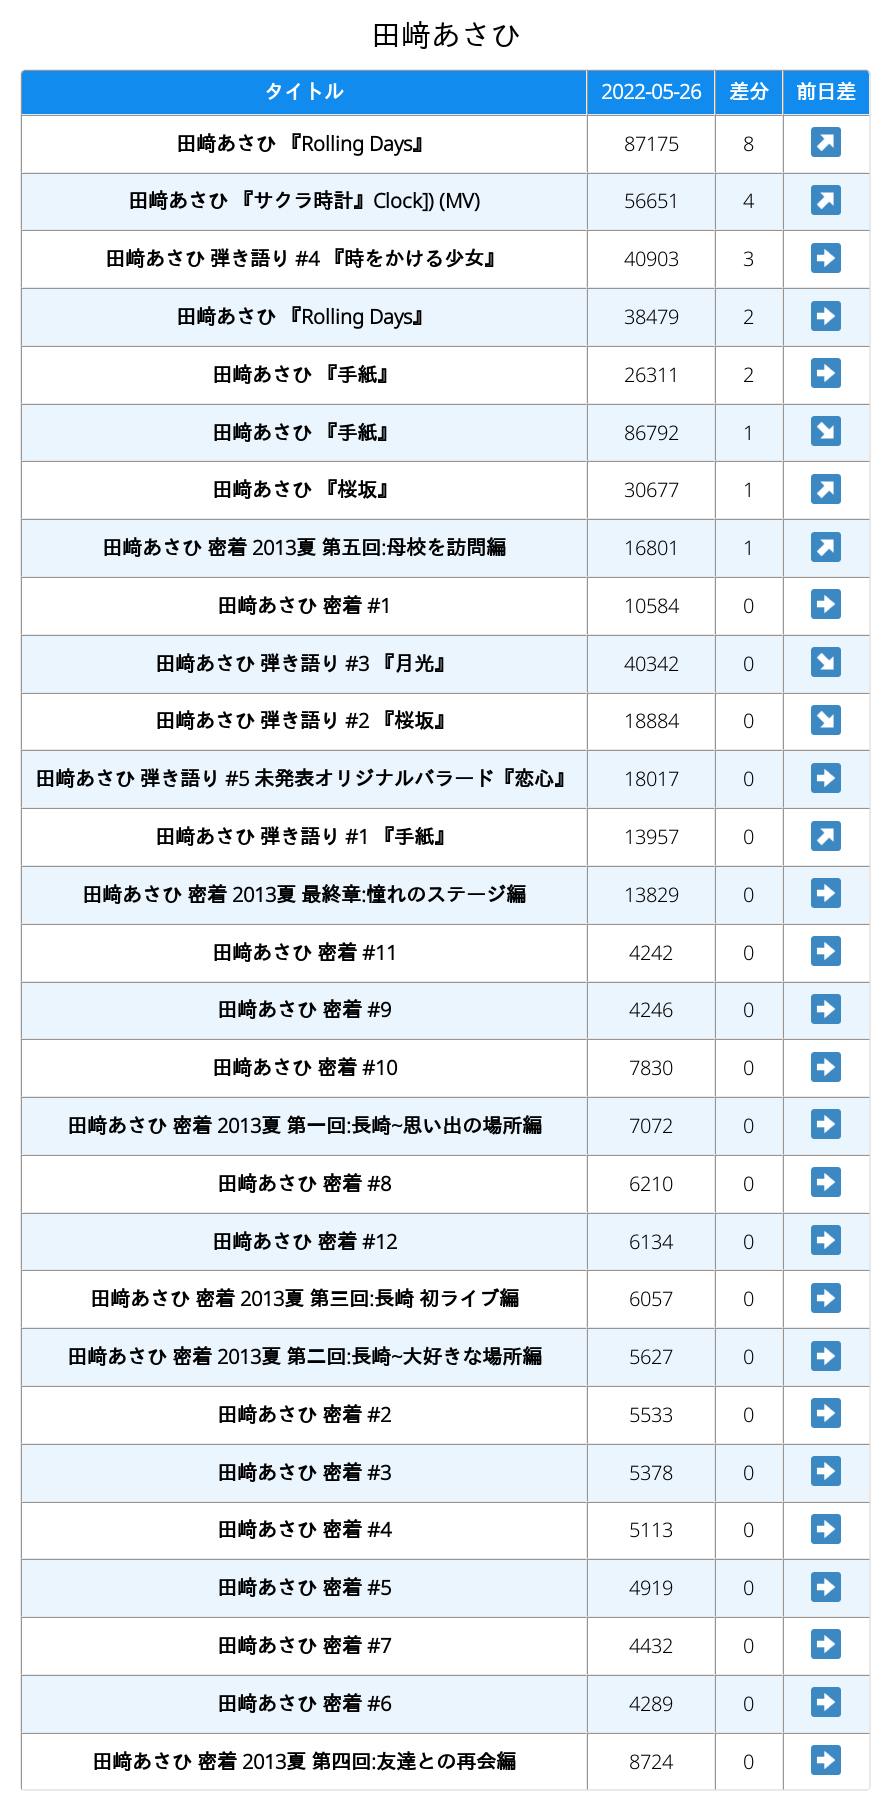 田﨑あさひ
タイトル 2022-05-26 差分 前日差
田﨑あさひ 『Rolling Days』 87175 8 ↗
田﨑あさひ 『サクラ時計』Clock]) (MV) 56651 4 ↗
田﨑あさひ 弾き語り #4 『時をかける少女』 40903 3 ➡
田﨑あさひ 『Rolling Days』 38479 2 ➡
田﨑あさひ 『手紙』 26311 2 ➡
田﨑あさひ 『手紙』 86792 1 ↘
田﨑あさひ 『桜坂』 30677 1 ↗
田﨑あさひ 密着 2013夏 第五回:母校を訪問編 16801 1 ↗
田﨑あさひ 密着 #1 10584 0 ➡
田﨑あさひ 弾き語り #3 『月光』 40342 0 ↘
田﨑あさひ 弾き語り #2 『桜坂』 18884 0 ↘
田﨑あさひ 弾き語り #5 未発表オリジナルバラード『恋心』 18017 0 ➡
田﨑あさひ 弾き語り #1 『手紙』 13957 0 ↗
田﨑あさひ 密着 2013夏 最終章:憧れのステージ編 13829 0 ➡
田﨑あさひ 密着 #11 4242 0 ➡
田﨑あさひ 密着 #9 4246 0 ➡
田﨑あさひ 密着 #10 7830 0 ➡
田﨑あさひ 密着 2013夏 第一回:長崎~思い出の場所編 7072 0 ➡
田﨑あさひ 密着 #8 6210 0 ➡
田﨑あさひ 密着 #12 6134 0 ➡
田﨑あさひ 密着 2013夏 第三回:長崎 初ライブ編 6057 0 ➡
田﨑あさひ 密着 2013夏 第二回:長崎~大好きな場所編 5627 0 ➡
田﨑あさひ 密着 #2 5533 0 ➡
田﨑あさひ 密着 #3 5378 0 ➡
田﨑あさひ 密着 #4 5113 0 ➡
田﨑あさひ 密着 #5 4919 0 ➡
田﨑あさひ 密着 #7 4432 0 ➡
田﨑あさひ 密着 #6 4289 0 ➡
田﨑あさひ 密着 2013夏 第四回:友達との再会編 8724 0 ➡